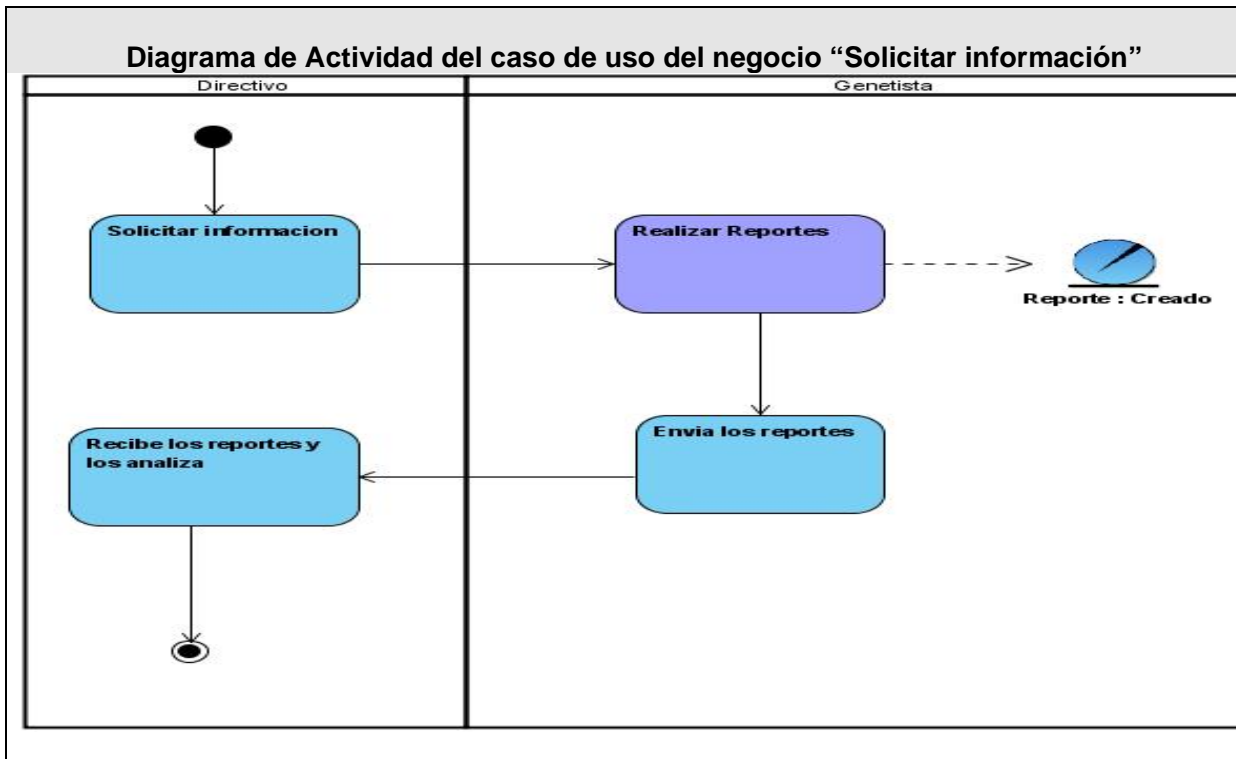 Diagrama de Actividad del caso de uso del negocio “Solicitar información”
Directivo
Genetista
Solicitar informacion
Realizar Reportes
Reporte : Creado
Recibe los reportes y
los analiza
Envia los reportes